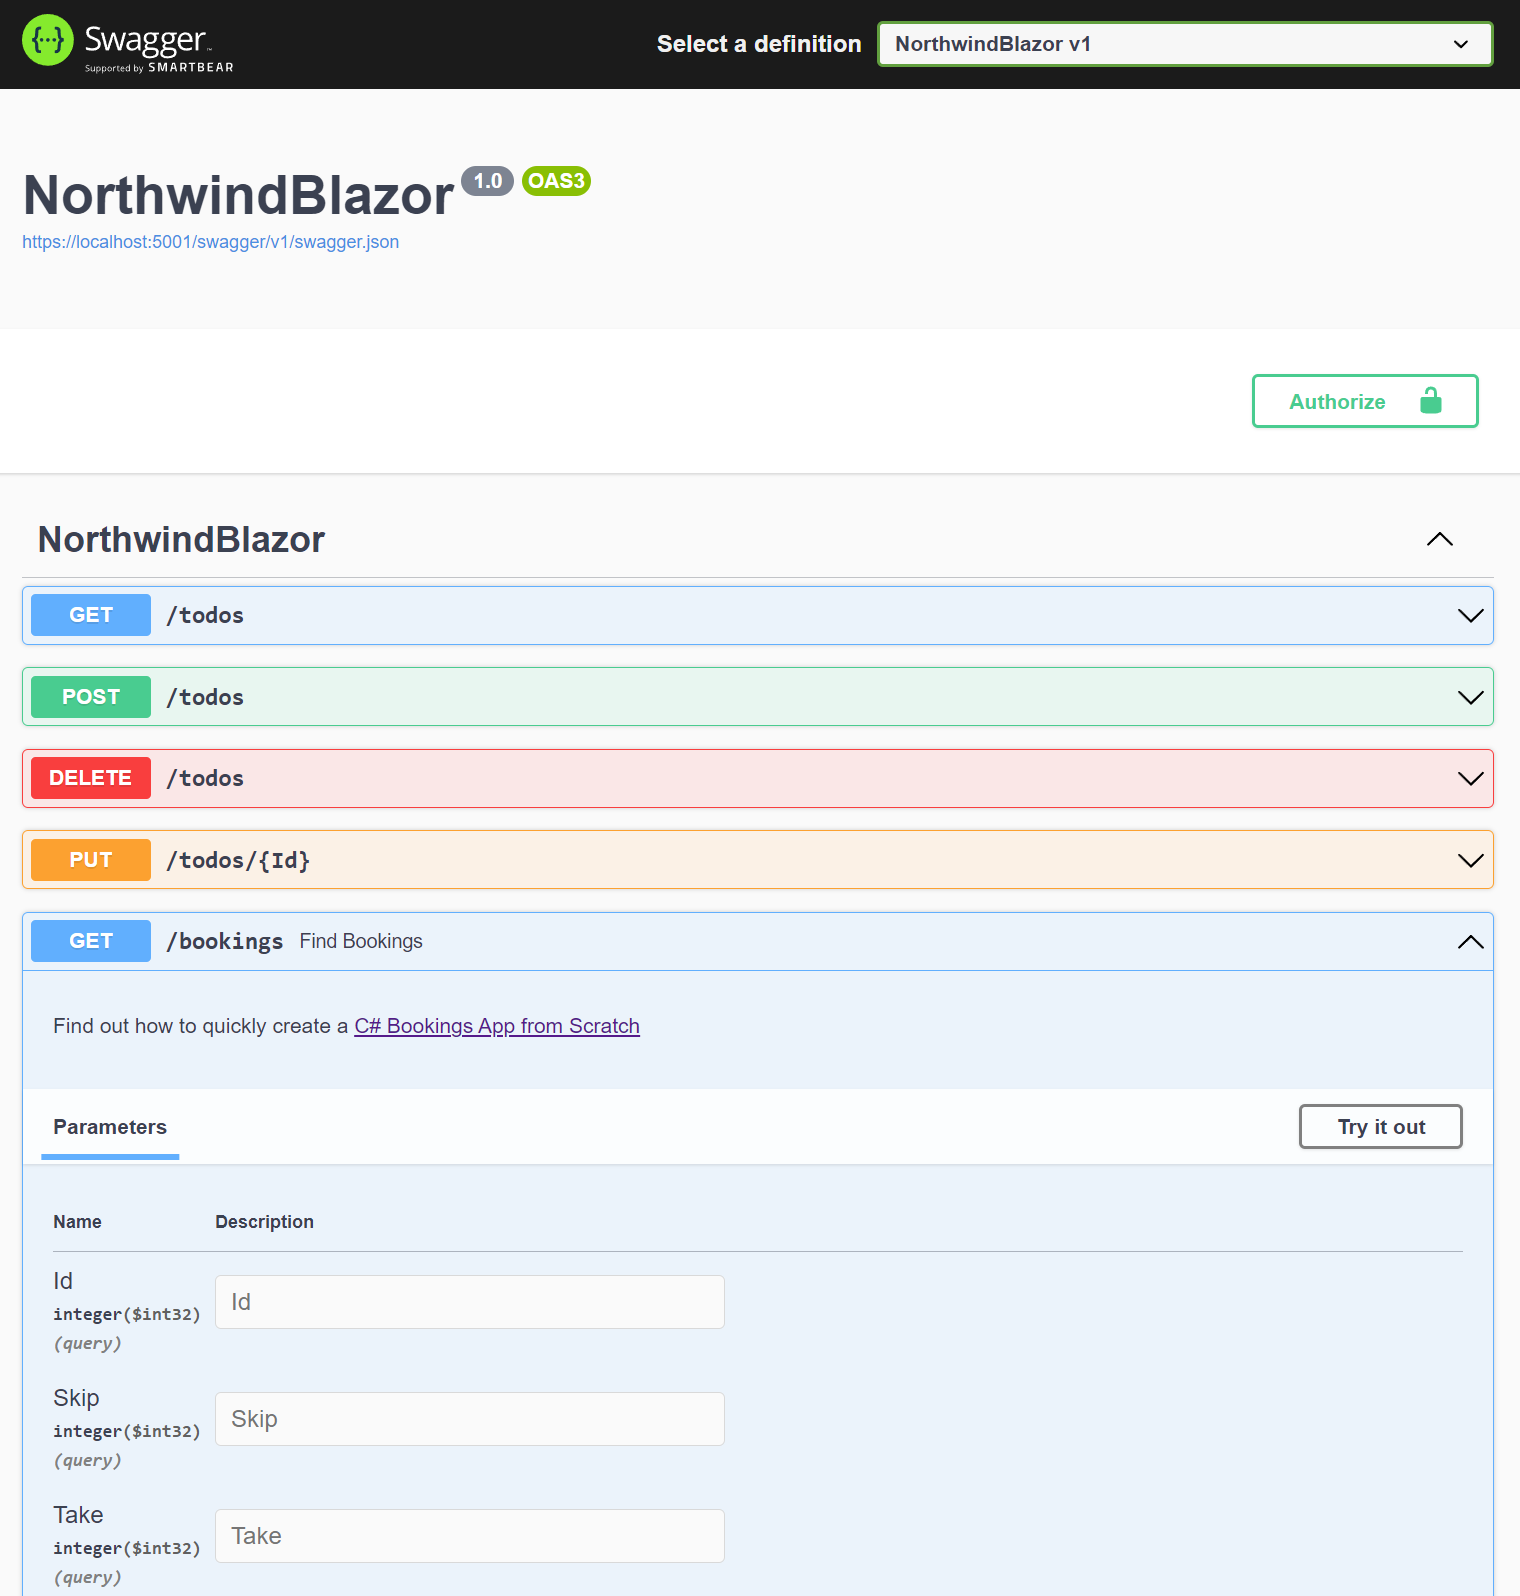 {···} Swagger™
Supported by SMARTBEAR
Select a definition
NorthwindBlazor v1
NorthwindBlazor 1.0 OAS3
https://localhost:5001/swagger/v1/swagger.json
Authorize
NorthwindBlazor
GET /todos
POST /todos
DELETE /todos
PUT /todos/{Id}
GET /bookings Find Bookings
Find out how to quickly create a C# Bookings App from Scratch
Parameters
Try it out
Name Description
Id
integer($int32)
(query)
Id
Skip
integer($int32)
(query)
Skip
Take
integer($int32)
(query)
Take